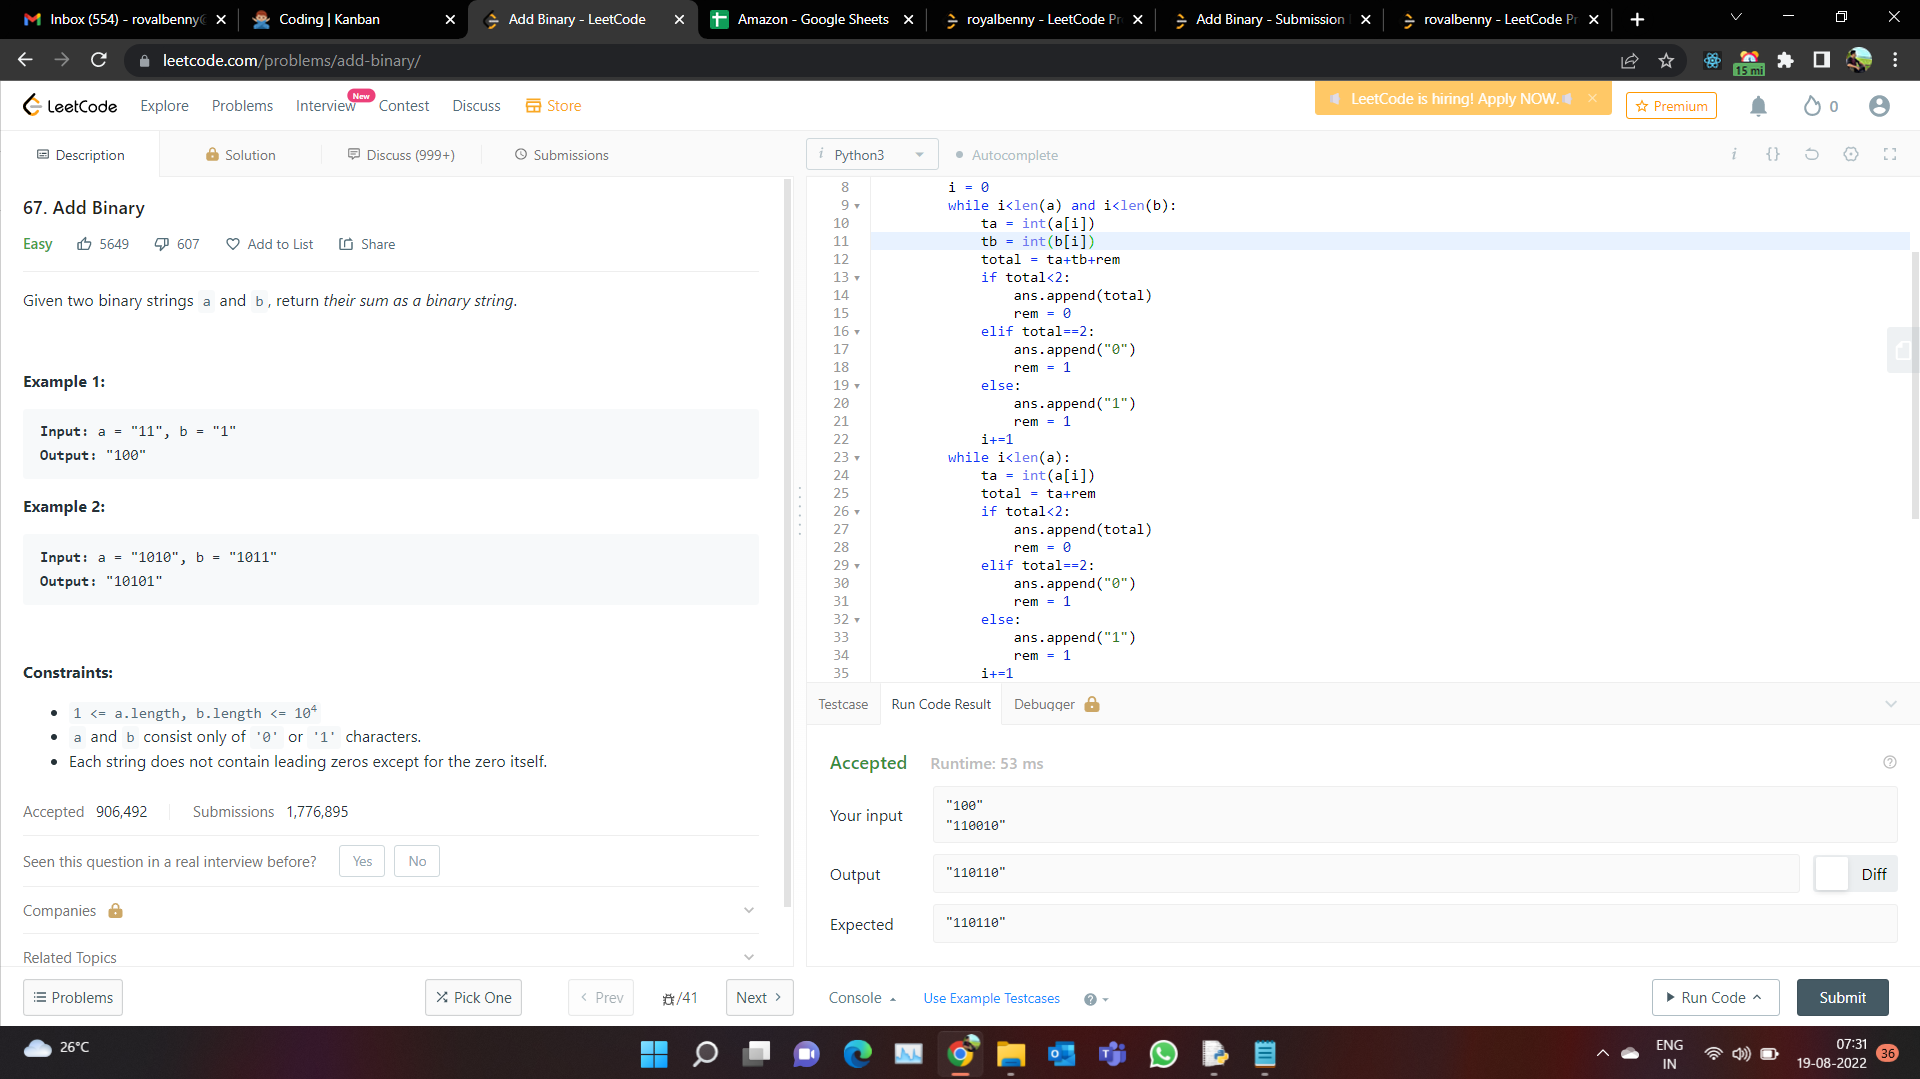 Inbox (554) - rovalbenny
Coding | Kanban
Add Binary - LeetCode
Amazon - Google Sheets
royalbenny - LeetCode Pr
Add Binary - Submission
rovalbenny - LeetCode Pr
leetcode.com/problems/add-binary/
15 mi
LeetCode
Explore
Problems
Interview
New
Contest
Discuss
Store
LeetCode is hiring! Apply NOW.
Premium
0
Description
Solution
Discuss (999+)
Submissions
Python3
Autocomplete
67. Add Binary
Easy
5649
607
Add to List
Share
Given two binary strings a and b, return their sum as a binary string.
Example 1:
Input: a = "11", b = "1"
Output: "100"
Example 2:
Input: a = "1010", b = "1011"
Output: "10101"
Constraints:
1 <= a.length, b.length <= 10⁴
a and b consist only of '0' or '1' characters.
Each string does not contain leading zeros except for the zero itself.
Accepted 906,492
Submissions 1,776,895
Seen this question in a real interview before?
Yes
No
Companies
Related Topics
Problems
Pick One
Prev
/41
Next
8 i = 0
9 while i<len(a) and i<len(b):
10 ta = int(a[i])
11 tb = int(b[i])
12 total = ta+tb+rem
13 if total<2:
14 ans.append(total)
15 rem = 0
16 elif total==2:
17 ans.append("0")
18 rem = 1
19 else:
20 ans.append("1")
21 rem = 1
22 i+=1
23 while i<len(a):
24 ta = int(a[i])
25 total = ta+rem
26 if total<2:
27 ans.append(total)
28 rem = 0
29 elif total==2:
30 ans.append("0")
31 rem = 1
32 else:
33 ans.append("1")
34 rem = 1
35 i+=1
Testcase
Run Code Result
Debugger
Accepted
Runtime: 53 ms
Your input
"100"
"110010"
Output
"110110"
Diff
Expected
"110110"
Console
Use Example Testcases
Run Code
Submit
26°C
ENG
IN
07:31
19-08-2022
36